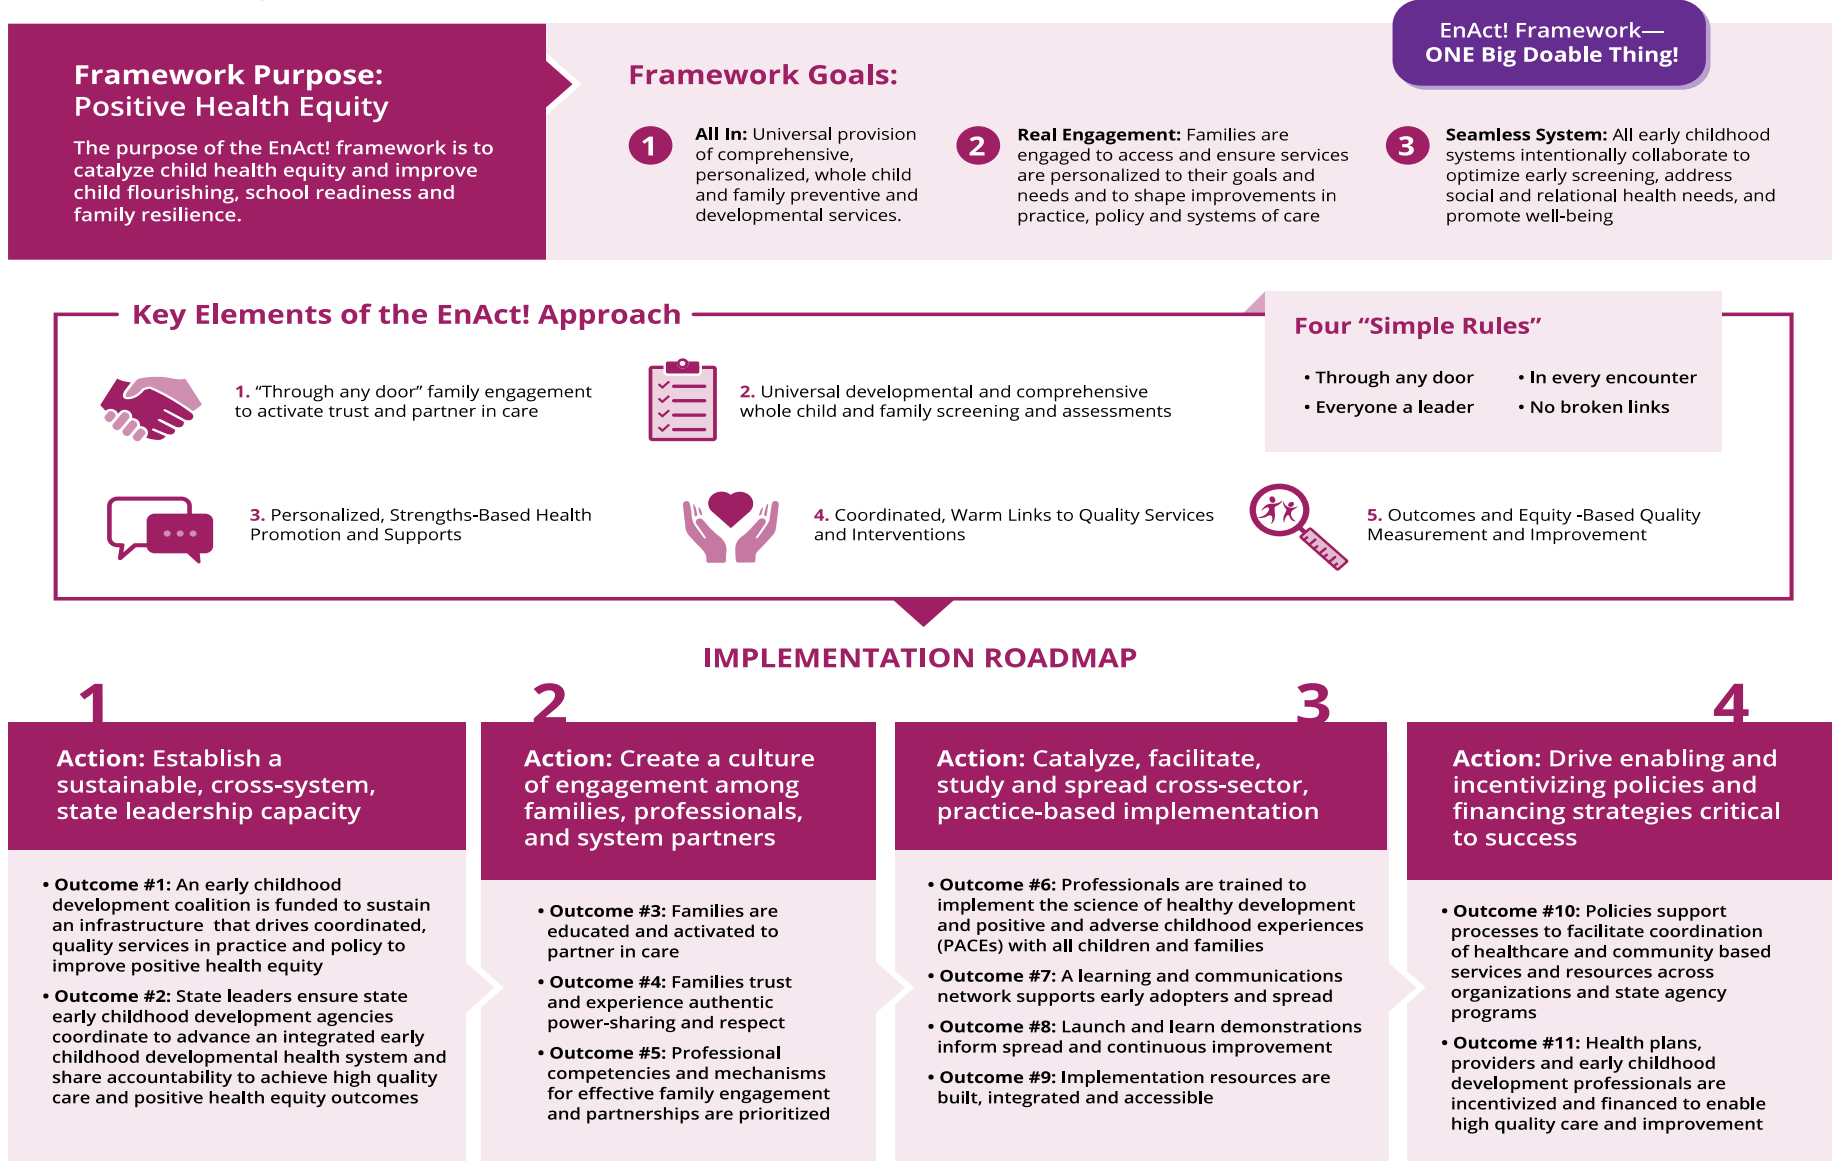 EnAct! Framework—
ONE Big Doable Thing!
Framework Purpose:
Positive Health Equity
The purpose of the EnAct! framework is to
catalyze child health equity and improve
child flourishing, school readiness and
family resilience.
Framework Goals:
1
All In: Universal provision
of comprehensive,
personalized, whole child
and family preventive and
developmental services.
2
Real Engagement: Families are
engaged to access and ensure services
are personalized to their goals and
needs and to shape improvements in
practice, policy and systems of care
3
Seamless System: All early childhood
systems intentionally collaborate to
optimize early screening, address
social and relational health needs, and
promote well-being
Key Elements of the EnAct! Approach
1. “Through any door” family engagement
to activate trust and partner in care
2. Universal developmental and comprehensive
whole child and family screening and assessments
Four “Simple Rules”
• Through any door
• In every encounter
• Everyone a leader
• No broken links
3. Personalized, Strengths-Based Health
Promotion and Supports
4. Coordinated, Warm Links to Quality Services
and Interventions
5. Outcomes and Equity -Based Quality
Measurement and Improvement
IMPLEMENTATION ROADMAP
1
Action: Establish a
sustainable, cross-system,
state leadership capacity
• Outcome #1: An early childhood
development coalition is funded to sustain
an infrastructure that drives coordinated,
quality services in practice and policy to
improve positive health equity
• Outcome #2: State leaders ensure state
early childhood development agencies
coordinate to advance an integrated early
childhood developmental health system and
share accountability to achieve high quality
care and positive health equity outcomes
2
Action: Create a culture
of engagement among
families, professionals,
and system partners
• Outcome #3: Families are
educated and activated to
partner in care
• Outcome #4: Families trust
and experience authentic
power-sharing and respect
• Outcome #5: Professional
competencies and mechanisms
for effective family engagement
and partnerships are prioritized
3
Action: Catalyze, facilitate,
study and spread cross-sector,
practice-based implementation
• Outcome #6: Professionals are trained to
implement the science of healthy development
and positive and adverse childhood experiences
(PACEs) with all children and families
• Outcome #7: A learning and communications
network supports early adopters and spread
• Outcome #8: Launch and learn demonstrations
inform spread and continuous improvement
• Outcome #9: Implementation resources are
built, integrated and accessible
4
Action: Drive enabling and
incentivizing policies and
financing strategies critical
to success
• Outcome #10: Policies support
processes to facilitate coordination
of healthcare and community based
services and resources across
organizations and state agency
programs
• Outcome #11: Health plans,
providers and early childhood
development professionals are
incentivized and financed to enable
high quality care and improvement